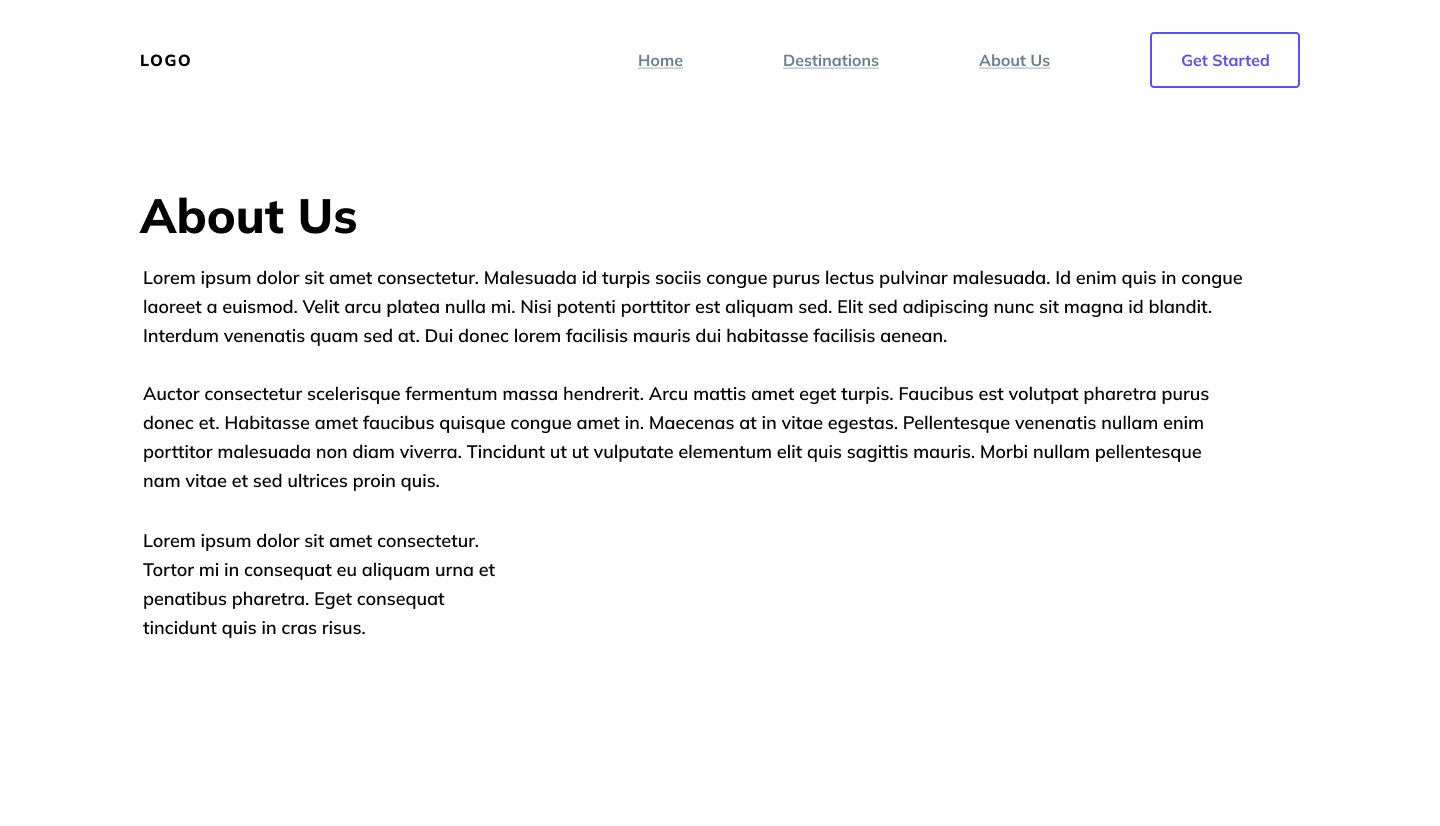 LOGO
Home
Destinations
About Us
Get Started
About Us
Lorem ipsum dolor sit amet consectetur. Malesuada id turpis sociis congue purus lectus pulvinar malesuada. Id enim quis in congue
laoreet a euismod. Velit arcu platea nulla mi. Nisi potenti porttitor est aliquam sed. Elit sed adipiscing nunc sit magna id blandit.
Interdum venenatis quam sed at. Dui donec lorem facilisis mauris dui habitasse facilisis aenean.
Auctor consectetur scelerisque fermentum massa hendrerit. Arcu mattis amet eget turpis. Faucibus est volutpat pharetra purus
donec et. Habitasse amet faucibus quisque congue amet in. Maecenas at in vitae egestas. Pellentesque venenatis nullam enim
porttitor malesuada non diam viverra. Tincidunt ut ut vulputate elementum elit quis sagittis mauris. Morbi nullam pellentesque
nam vitae et sed ultrices proin quis.
Lorem ipsum dolor sit amet consectetur.
Tortor mi in consequat eu aliquam urna et
penatibus pharetra. Eget consequat
tincidunt quis in cras risus.